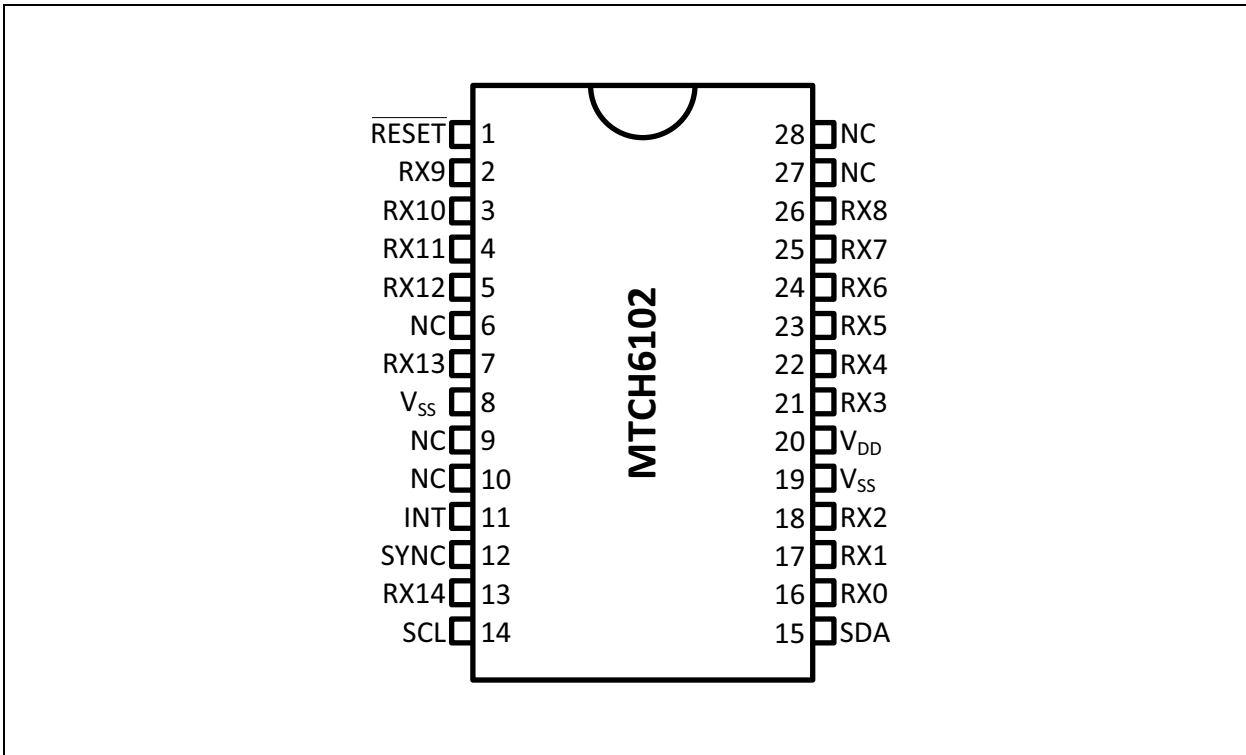 RESET 1 28 NC
RX9 2 27 NC
RX10 3 26 RX8
RX11 4 25 RX7
RX12 5 24 RX6
NC 6 23 RX5
RX13 7 22 RX4
VSS 8 21 RX3
NC 9 20 VDD
NC 10 19 VSS
INT 11 18 RX2
SYNC 12 17 RX1
RX14 13 16 RX0
SCL 14 15 SDA
MTCH6102